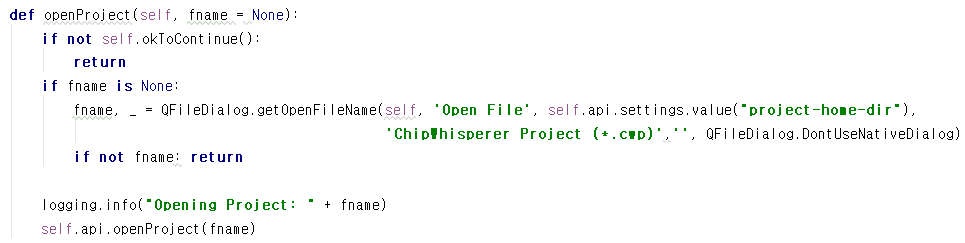 def openProject(self, fname = None):
    if not self.okToContinue():
        return
    if fname is None:
        fname, _ = QFileDialog.getOpenFileName(self, 'Open File', self.api.settings.value("project-home-dir"),
                                               'ChipWhisperer Project (*.cwp)','', QFileDialog.DontUseNativeDialog)
        if not fname: return
    logging.info("Opening Project: " + fname)
    self.api.openProject(fname)